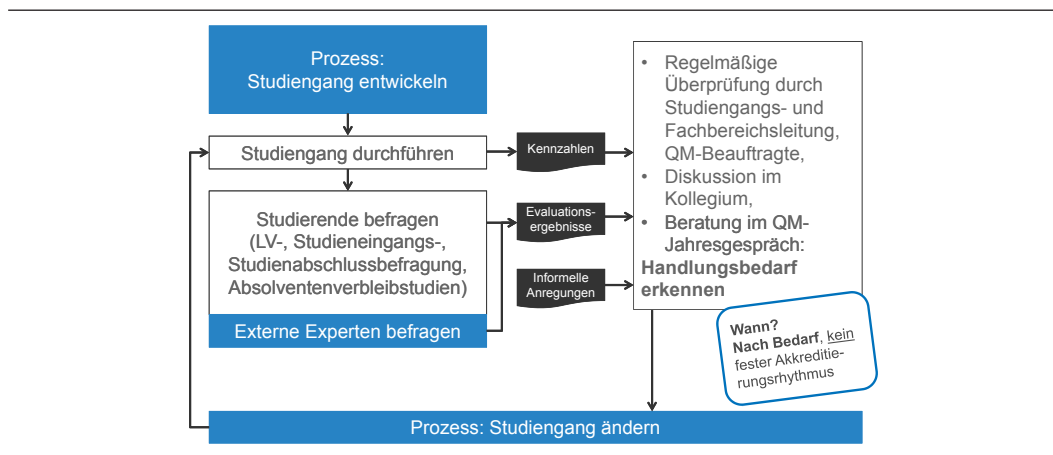 Prozess:
Studiengang entwickeln
Studiengang durchführen
Studierende befragen
(LV-, Studieneingangs-,
Studienabschlussbefragung,
Absolventenverbleibstudien)
Externe Experten befragen
Kennzahlen
Evaluations-
ergebnisse
Informelle
Anregungen
• Regelmäßige
Überprüfung durch
Studiengangs- und
Fachbereichsleitung,
QM-Beauftragte,
• Diskussion im
Kollegium,
• Beratung im QM-
Jahresgespräch:
Handlungsbedarf
erkennen
Wann?
Nach Bedarf, kein
fester Akkreditie-
rungsrhythmus
Prozess: Studiengang ändern